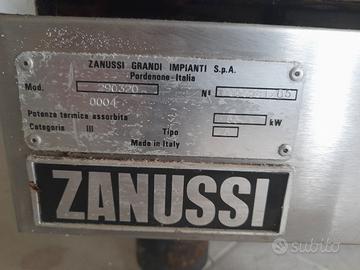 ZANUSSI GRANDI IMPIANTI S.p.A.
Pordenone-Italia
Mod. 290320 N°
0004
Potenza termica assorbita kW
Categoria III Tipo
Made in Italy
ZANUSSI
subito